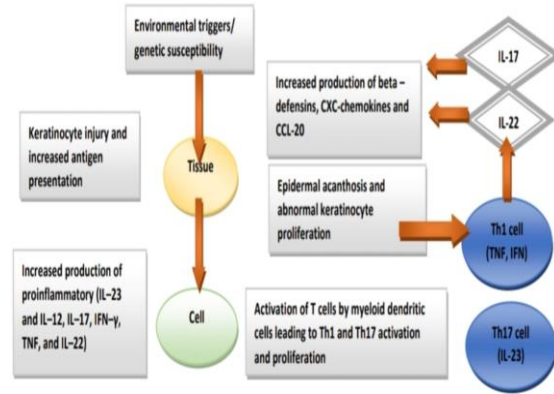 Environmental triggers/
genetic susceptibility
IL-17
Increased production of beta –
defensins, CXC-chemokines and
CCL-20
IL-22
Keratinocyte injury and
increased antigen
presentation
Tissue
Epidermal acanthosis and
abnormal keratinocyte
proliferation
Th1 cell
(TNF, IFN)
Increased production of
proinflammatory (IL–23
and IL–12, IL–17, IFN–γ,
TNF, and IL–22)
Cell
Activation of T cells by myeloid dendritic
cells leading to Th1 and Th17 activation
and proliferation
Th17 cell
(IL-23)